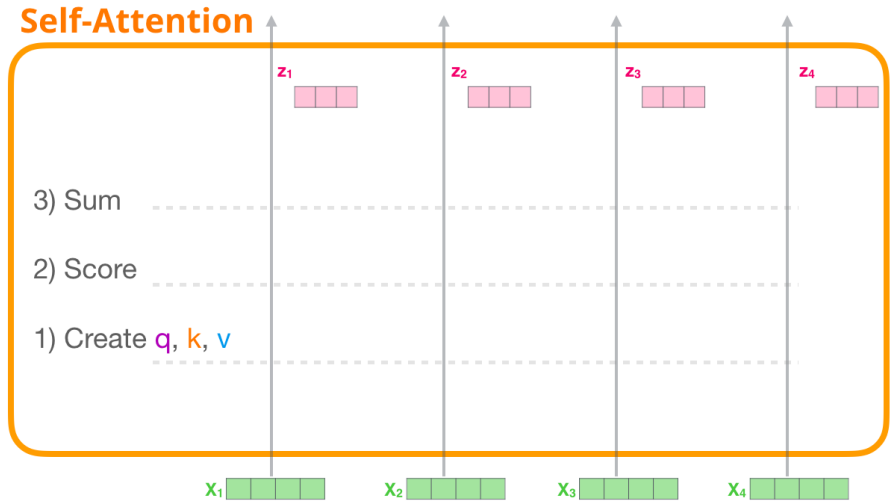 Self-Attention
z₁ z₂ z₃ z₄
3) Sum
2) Score
1) Create q, k, v
X₁ X₂ X₃ X₄